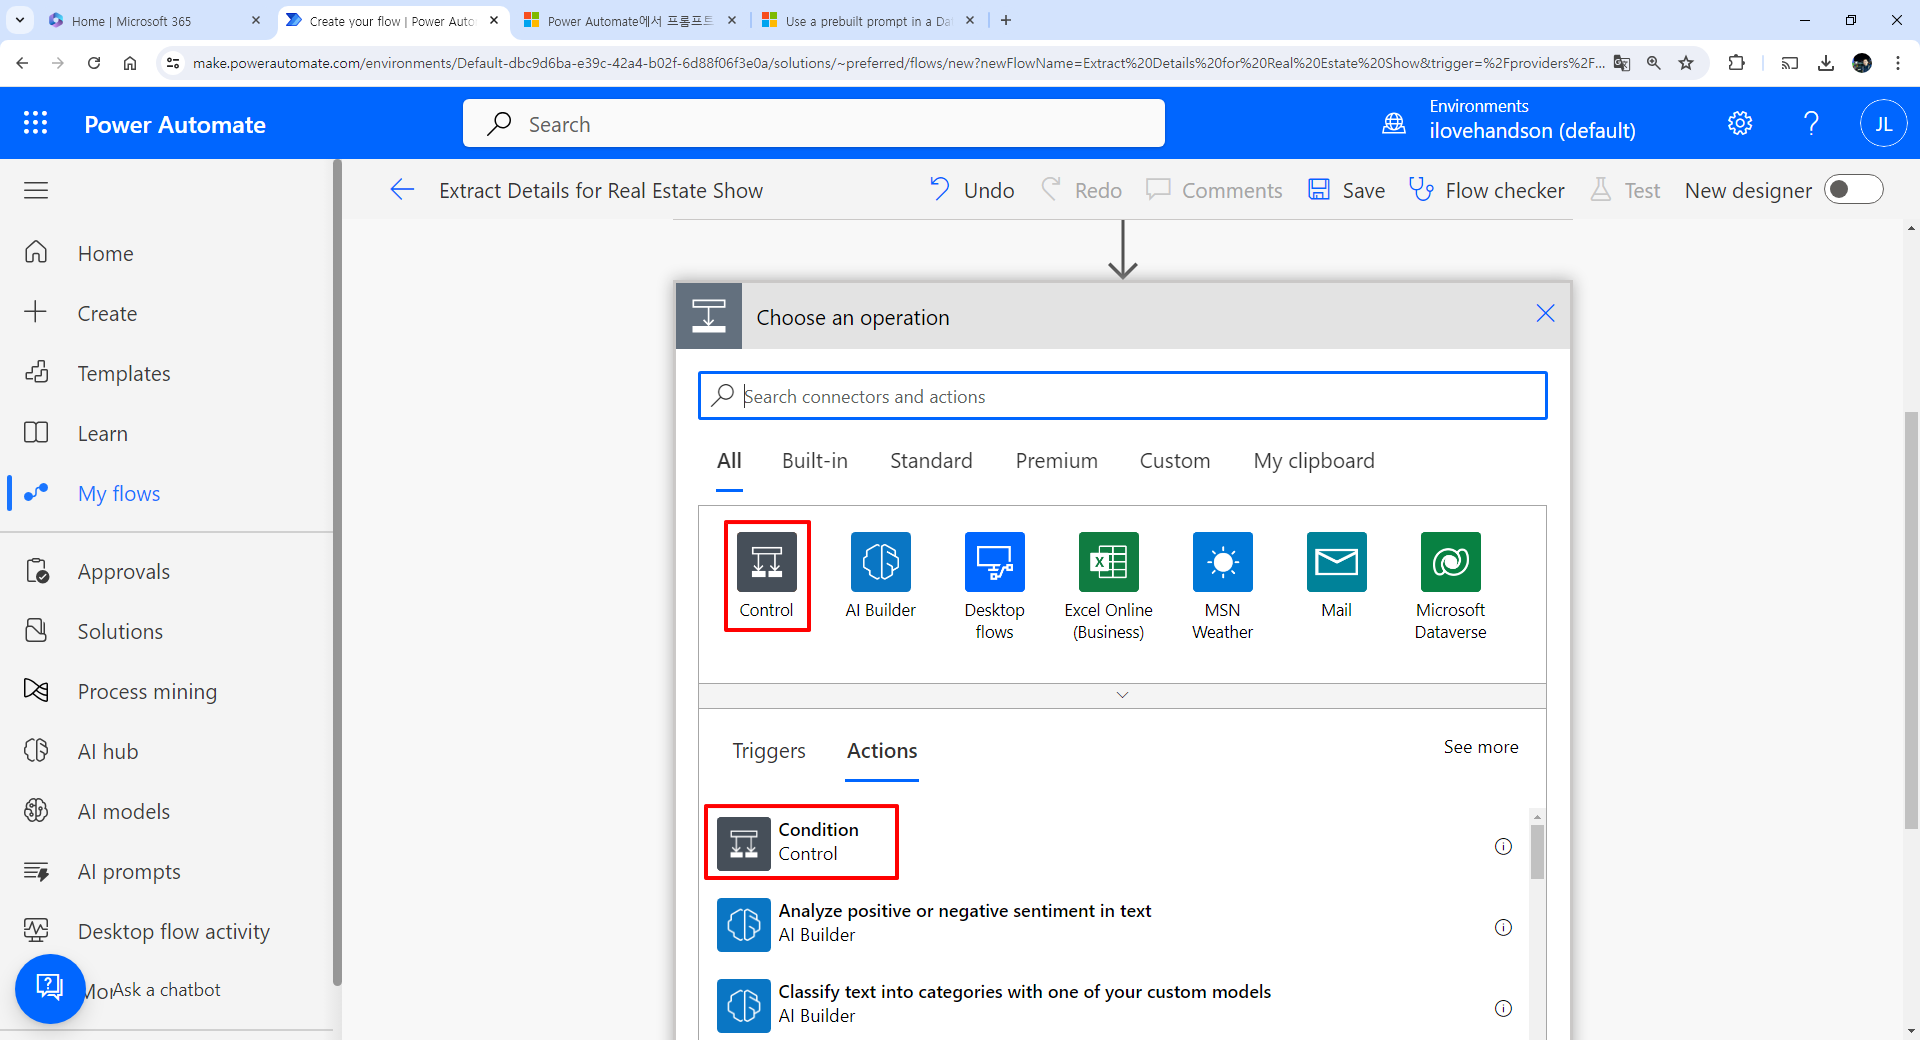 Home | Microsoft 365
Create your flow | Power Auto
Power Automate에서 프롬프트
Use a prebuilt prompt in a Dat
make.powerautomate.com/environments/Default-dbc9d6ba-e39c-42a4-b02f-6d88f06f3e0a/solutions/~preferred/flows/new?newFlowName=Extract%20Details%20for%20Real%20Estate%20Show&trigger=%2Fproviders%2F...
Power Automate
Search
Environments
ilovehandson (default)
JL
Extract Details for Real Estate Show
Undo
Redo
Comments
Save
Flow checker
Test
New designer
Home
Create
Templates
Learn
My flows
Approvals
Solutions
Process mining
AI hub
AI models
AI prompts
Desktop flow activity
Mor
Ask a chatbot
Choose an operation
Search connectors and actions
All
Built-in
Standard
Premium
Custom
My clipboard
Control
AI Builder
Desktop
flows
Excel Online
(Business)
MSN
Weather
Mail
Microsoft
Dataverse
Triggers
Actions
See more
Condition
Control
Analyze positive or negative sentiment in text
AI Builder
Classify text into categories with one of your custom models
AI Builder